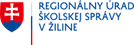 REGIONÁLNY ÚRAD
ŠKOLSKEJ SPRÁVY
V ŽILINE